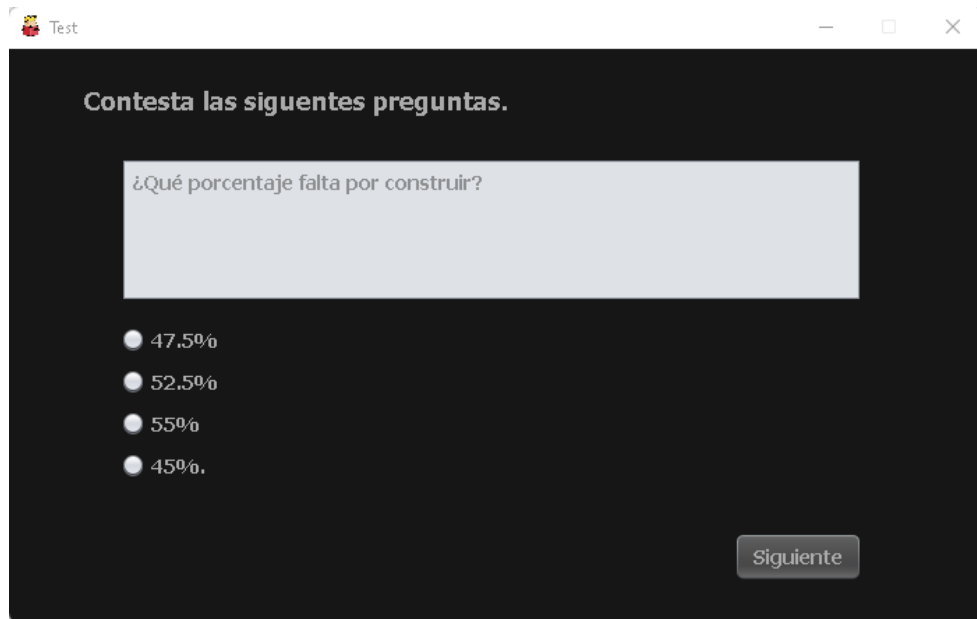 Test
Contesta las siguentes preguntas.
¿Qué porcentaje falta por construir?
47.5%
52.5%
55%
45%.
Siguiente